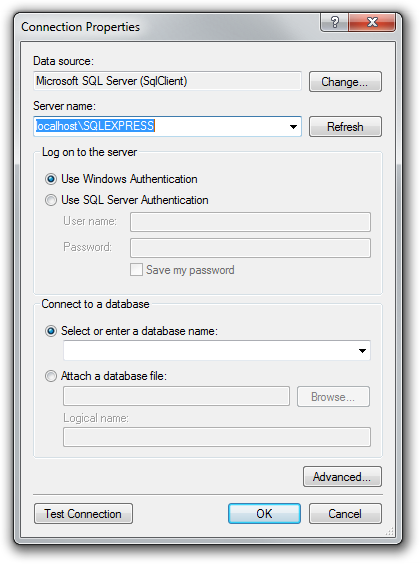 Connection Properties
Data source:
Microsoft SQL Server (SqlClient)
Change...
Server name:
localhost\SQLEXPRESS
Refresh
Log on to the server
Use Windows Authentication
Use SQL Server Authentication
User name:
Password:
Save my password
Connect to a database
Select or enter a database name:
Attach a database file:
Browse...
Logical name:
Advanced...
Test Connection
OK
Cancel